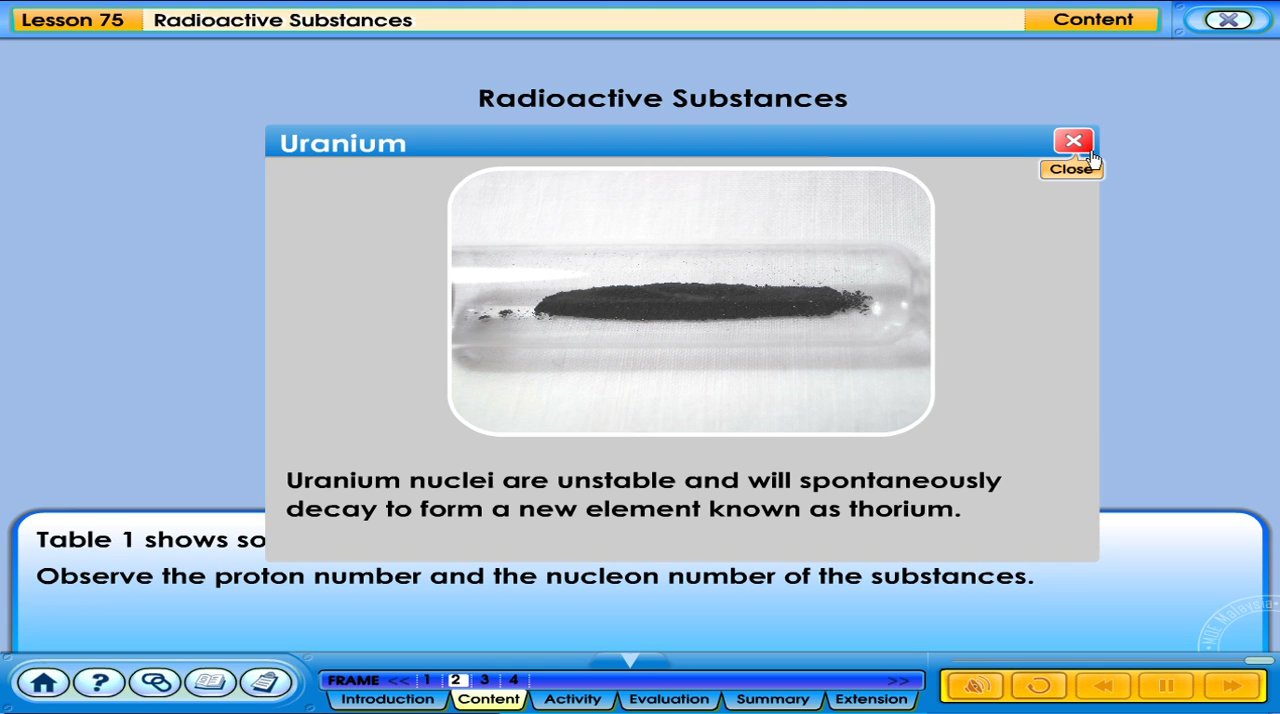 Lesson 75 Radioactive Substances Content
Radioactive Substances
Uranium
Close
Uranium nuclei are unstable and will spontaneously
decay to form a new element known as thorium.
Table 1 shows so
Observe the proton number and the nucleon number of the substances.
MOE Malaysia
?
FRAME << 1 2 3 4 >>
Introduction Content Activity Evaluation Summary Extension